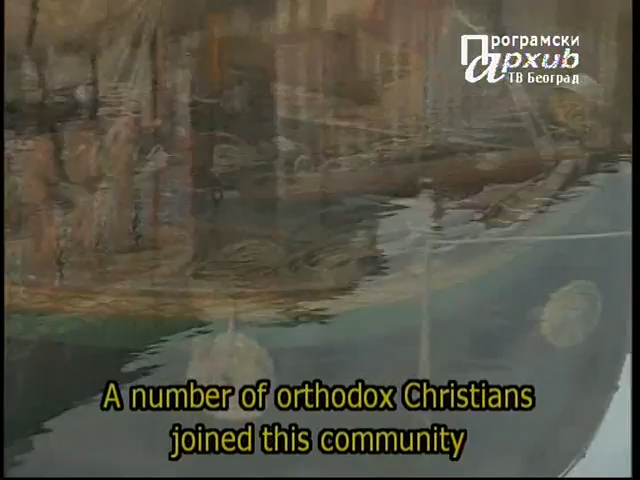 Програмски
Архив
ТВ Београд
A number of orthodox Christians
joined this community